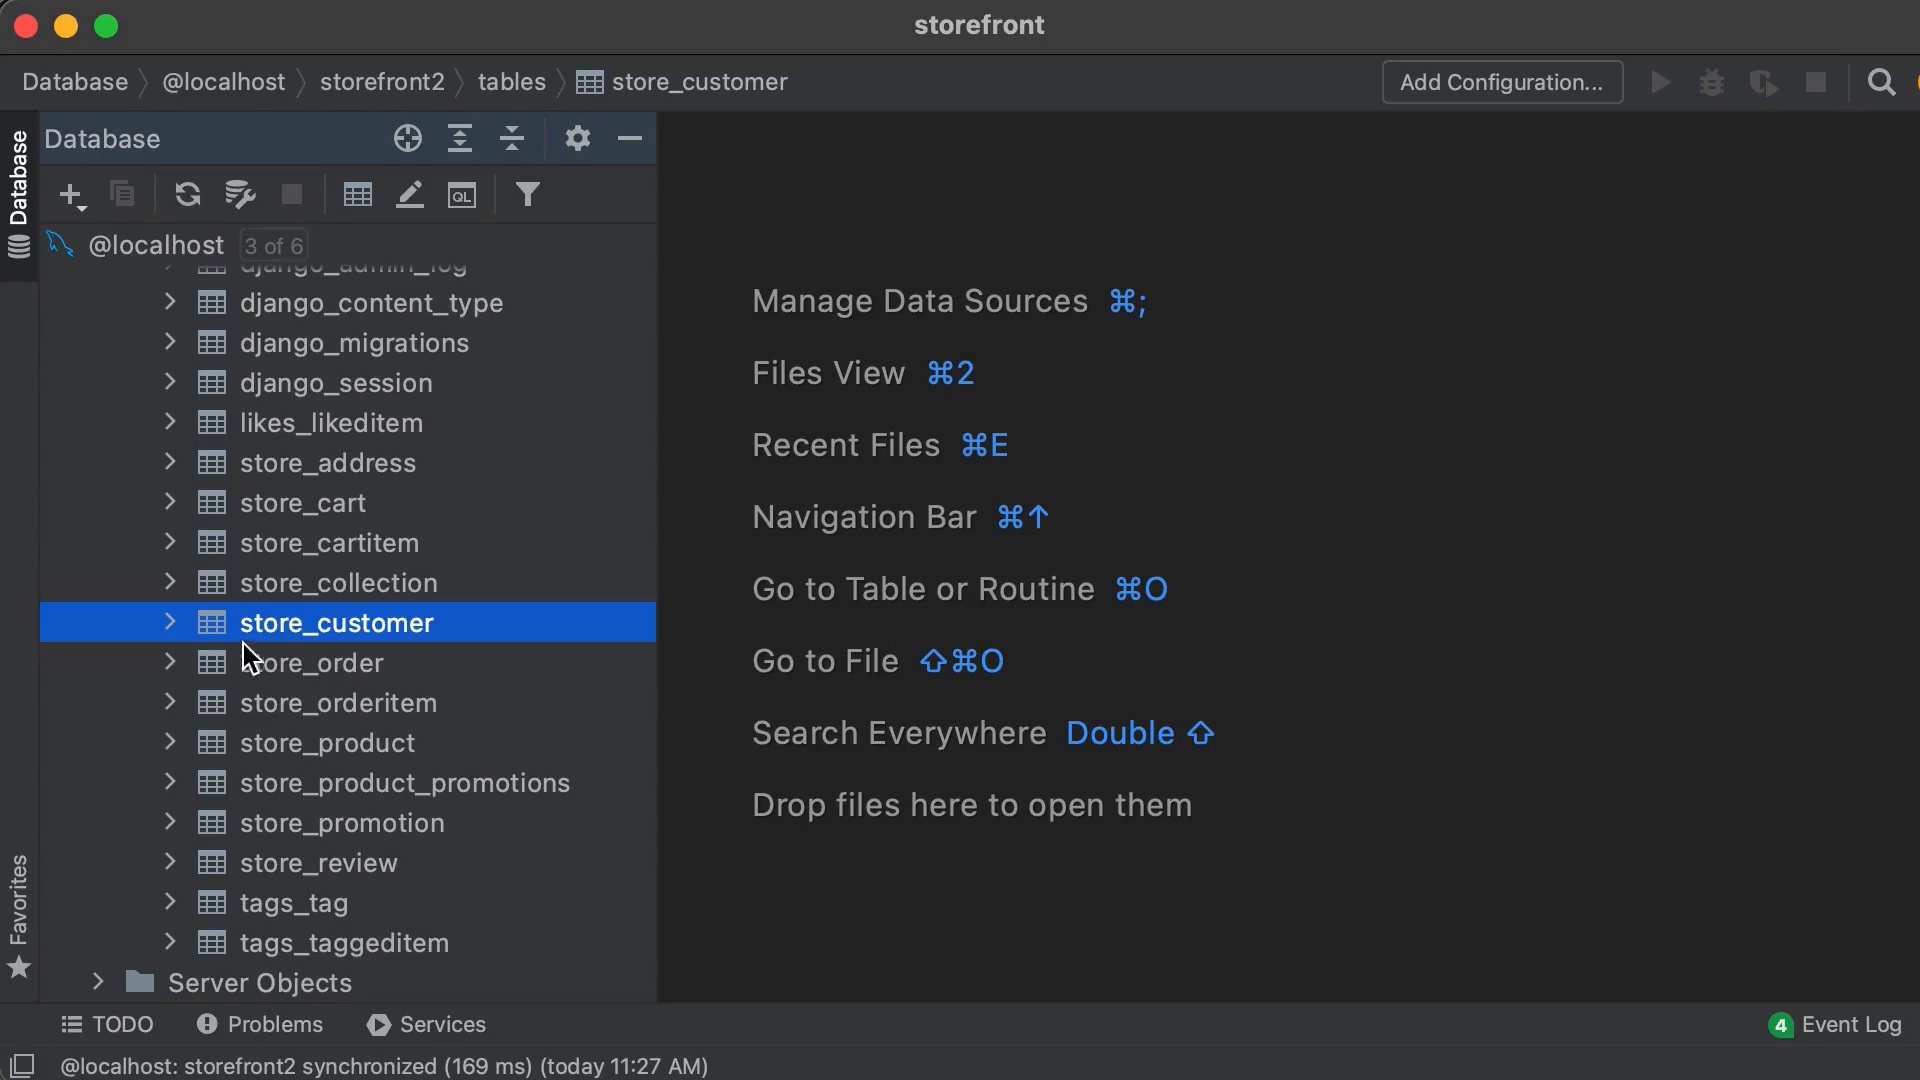 storefront
Database @localhost storefront2 tables store_customer
Add Configuration...
Database
Database
@localhost 3 of 6
django_admin_log
django_content_type
django_migrations
django_session
likes_likeditem
store_address
store_cart
store_cartitem
store_collection
store_customer
store_order
store_orderitem
store_product
store_product_promotions
store_promotion
store_review
tags_tag
tags_taggeditem
Server Objects
Favorites
Manage Data Sources ⌘;
Files View ⌘2
Recent Files ⌘E
Navigation Bar ⌘↑
Go to Table or Routine ⌘O
Go to File ⇧⌘O
Search Everywhere Double ⇧
Drop files here to open them
TODO Problems Services
4 Event Log
@localhost: storefront2 synchronized (169 ms) (today 11:27 AM)